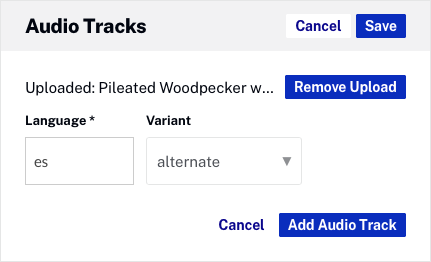 Audio Tracks Cancel Save
Uploaded: Pileated Woodpecker w... Remove Upload
Language * Variant
es alternate
Cancel Add Audio Track